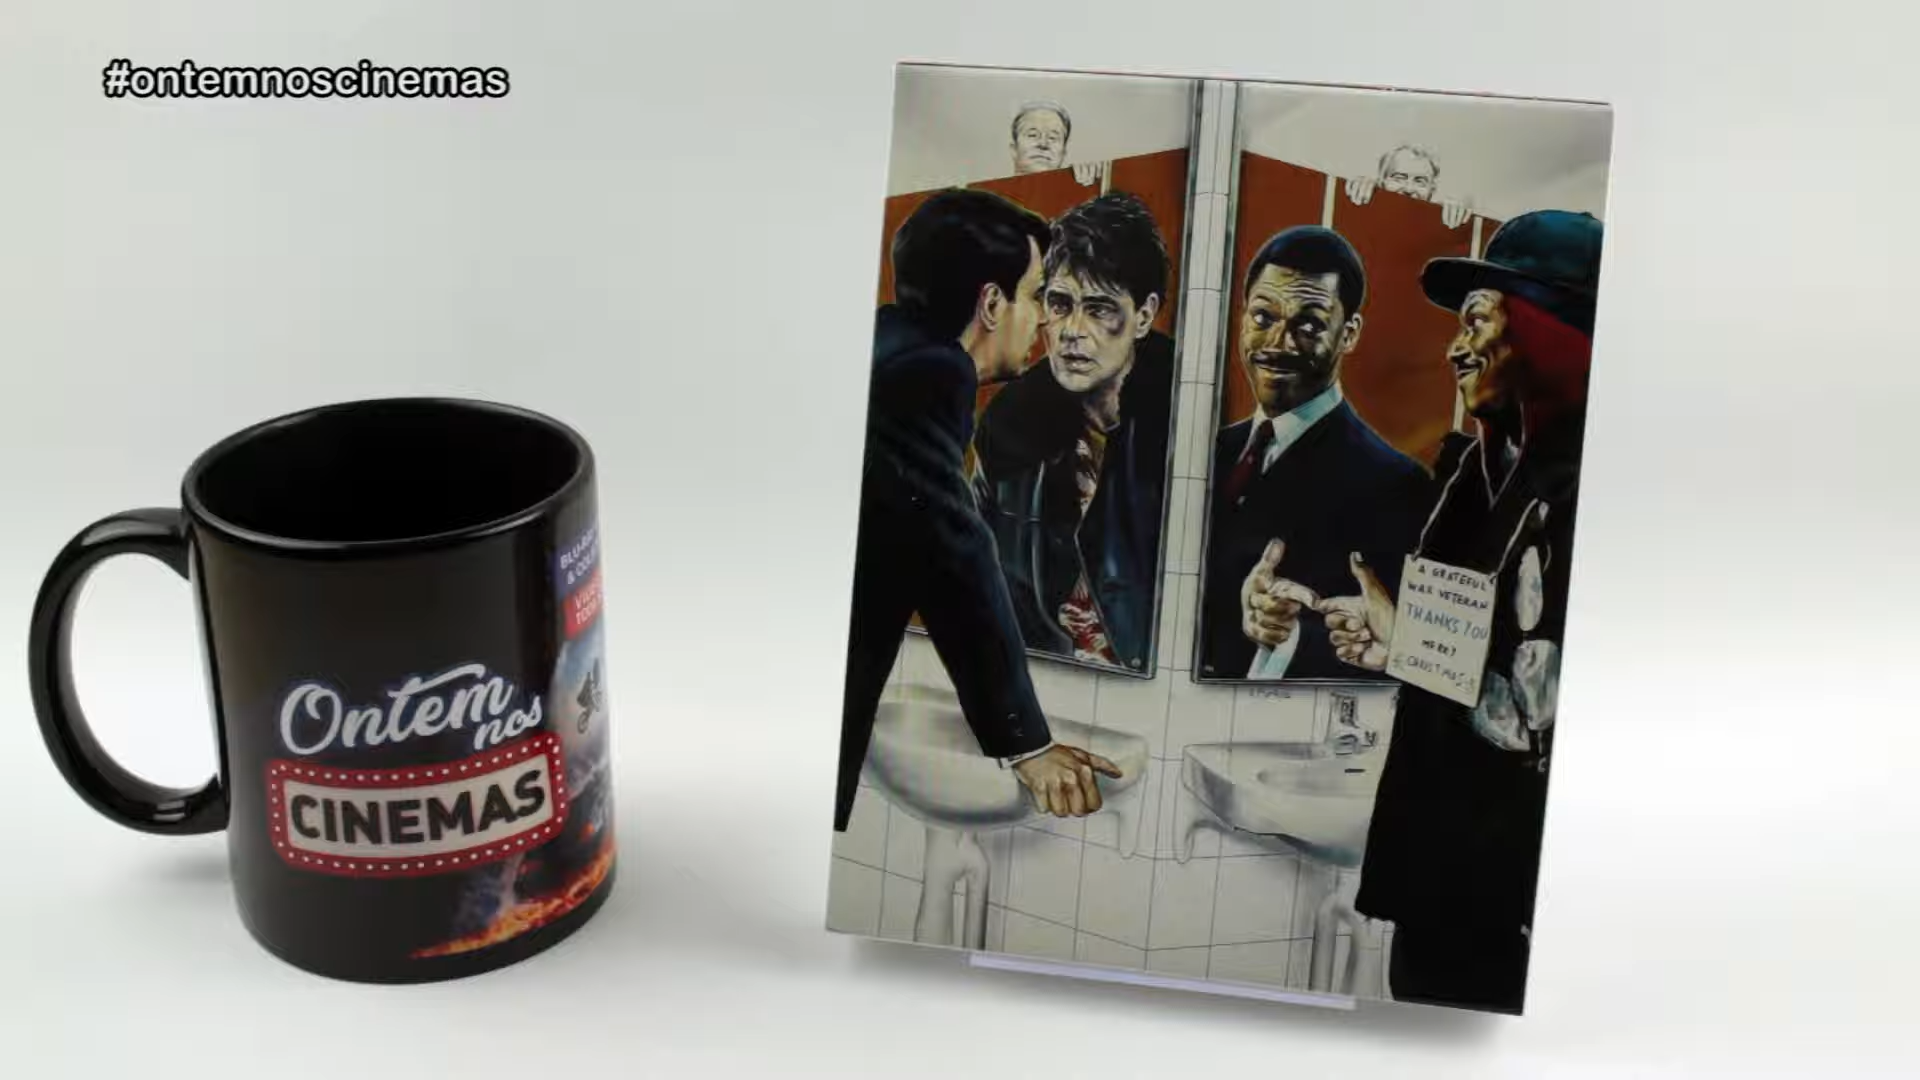 #ontemnoscinemas
Ontem
nos
CINEMAS
A GRATEFUL
WAR VETERAN
THANKS YOU
MERRY
CHRISTMAS